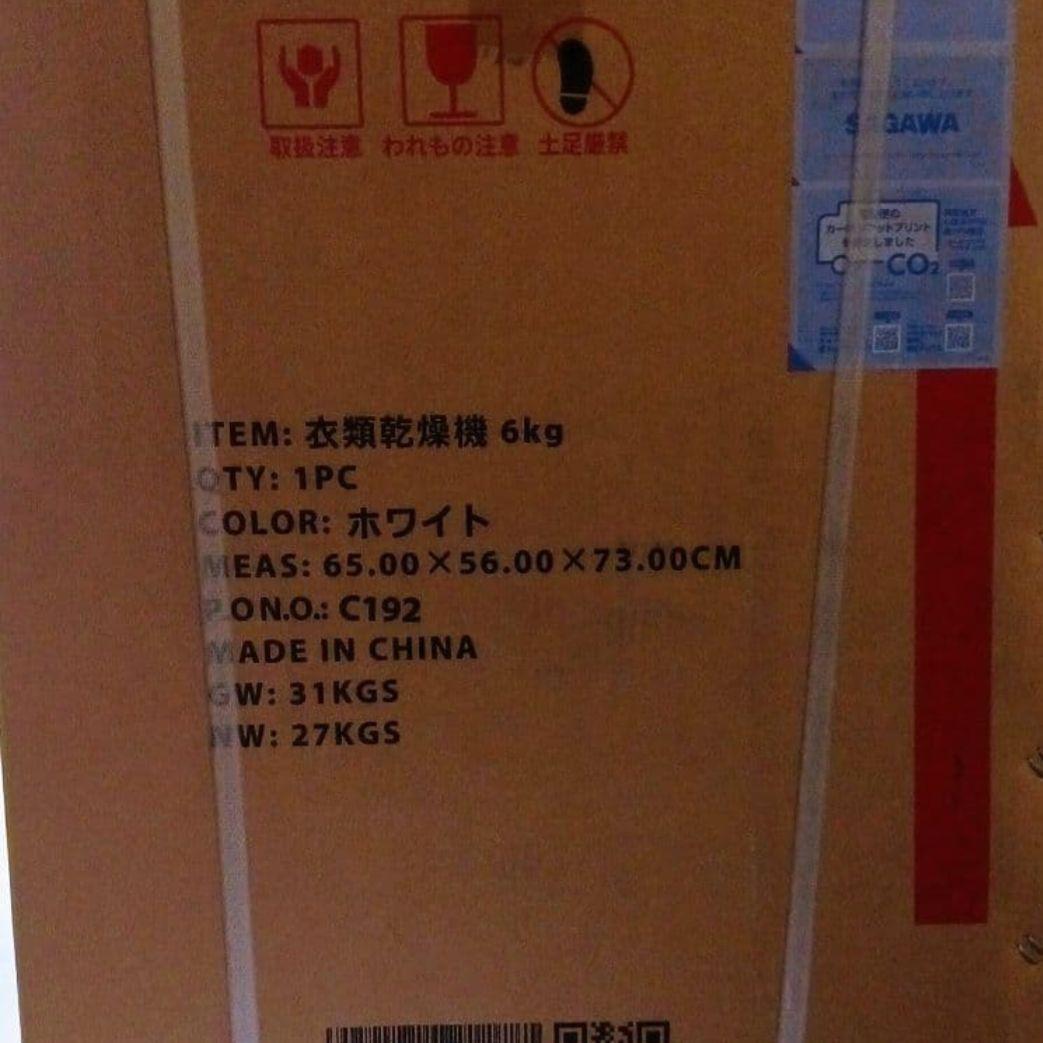 取扱注意 われもの注意 土足厳禁
SAGAWA
CO₂
ITEM: 衣類乾燥機 6kg
QTY: 1PC
COLOR: ホワイト
MEAS: 65.00×56.00×73.00CM
P.O N.O.: C192
MADE IN CHINA
GW: 31KGS
NW: 27KGS